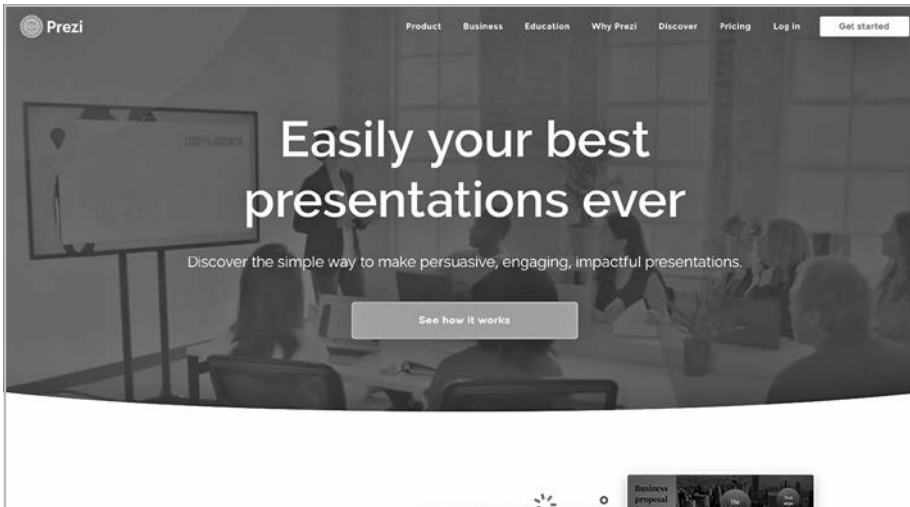 Prezi
Product Business Education Why Prezi Discover Pricing Log in Get started
Easily your best
presentations ever
Discover the simple way to make persuasive, engaging, impactful presentations.
See how it works
Business
proposal
The